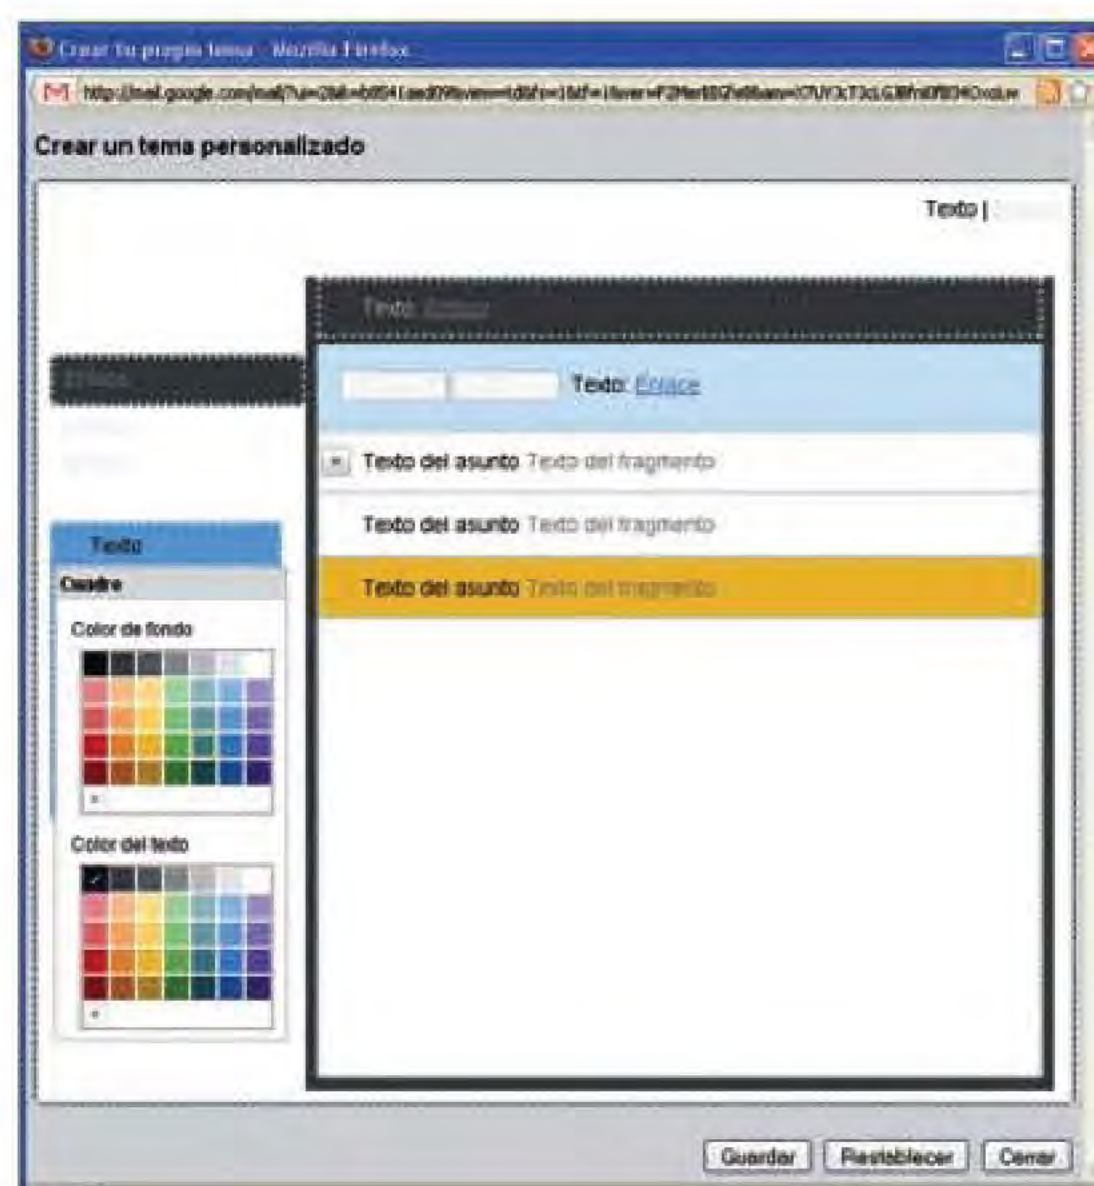 Crear tu propio tema - Mozilla Firefox
Crear un tema personalizado
Texto |
Texto Enlace
Enlace
Texto Enlace
Texto del asunto Texto del fragmento
Texto del asunto Texto del fragmento
Texto del asunto Texto del fragmento
Texto
Cuadro
Color de fondo
Color del texto
Guardar Restablecer Cerrar